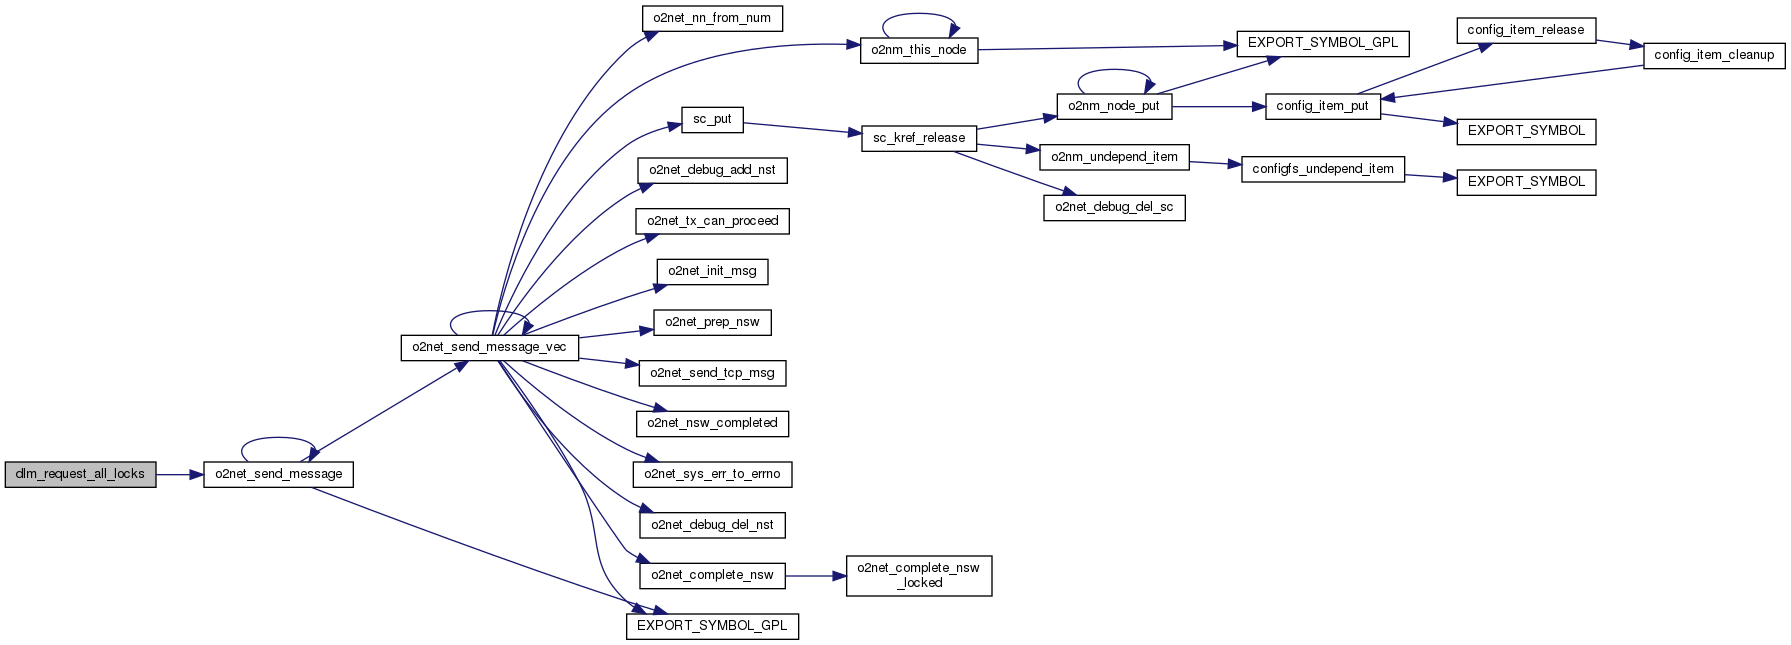 o2net_nn_from_num
config_item_release
o2nm_this_node
EXPORT_SYMBOL_GPL
config_item_cleanup
o2nm_node_put
config_item_put
sc_put
sc_kref_release
EXPORT_SYMBOL
o2nm_undepend_item
o2net_debug_add_nst
configfs_undepend_item
EXPORT_SYMBOL
o2net_debug_del_sc
o2net_tx_can_proceed
o2net_init_msg
o2net_prep_nsw
o2net_send_message_vec
o2net_send_tcp_msg
o2net_nsw_completed
dlm_request_all_locks
o2net_send_message
o2net_sys_err_to_errno
o2net_debug_del_nst
o2net_complete_nsw
o2net_complete_nsw
_locked
EXPORT_SYMBOL_GPL